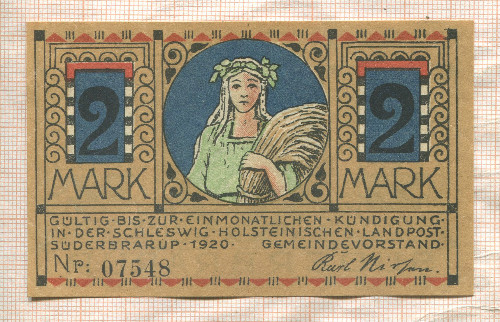 2 2
MARK MARK
GÜLTIG·BIS·ZUR·EINMONATLICHEN·KÜNDIGUNG
IN·DER·SCHLESWIG·HOLSTEINISCHEN·LANDPOST
SÜDERBRARUP·1920· GEMEINDEVORSTAND·
Nr: 07548